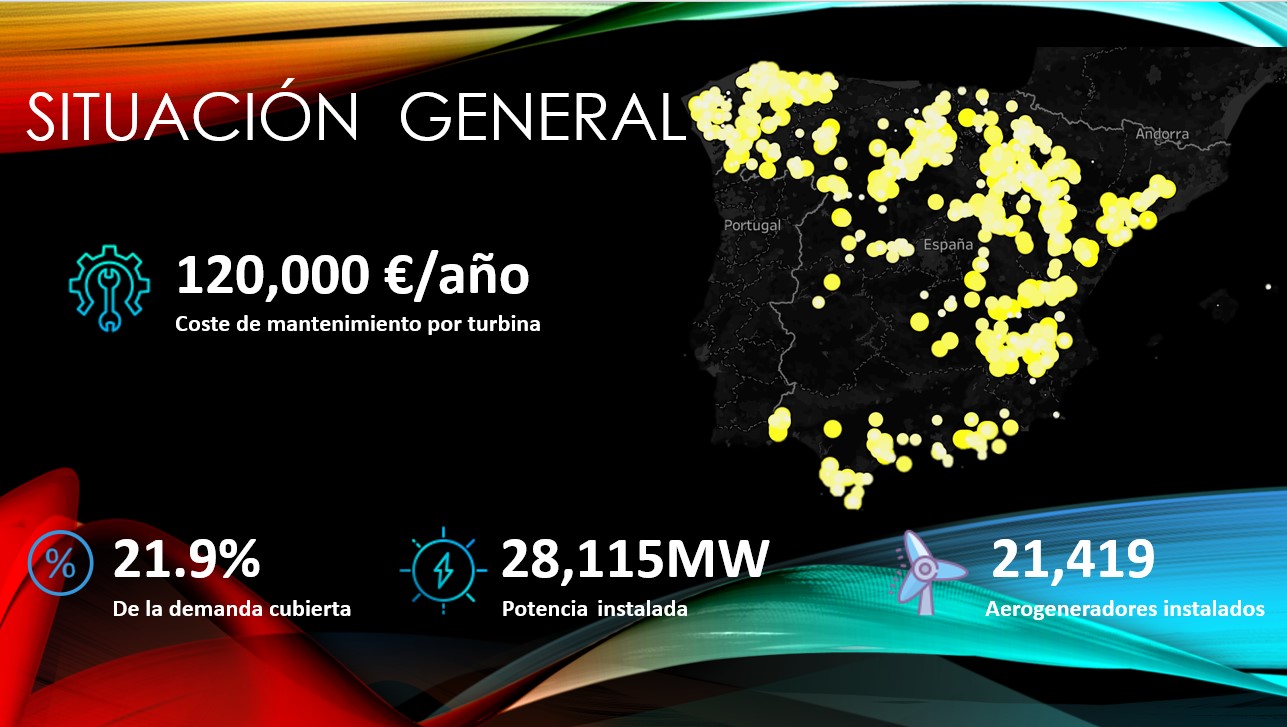 SITUACIÓN GENERAL
Andorra
Portugal
España
120,000 €/año
Coste de mantenimiento por turbina
%
21.9%
De la demanda cubierta
28,115MW
Potencia instalada
21,419
Aerogeneradores instalados